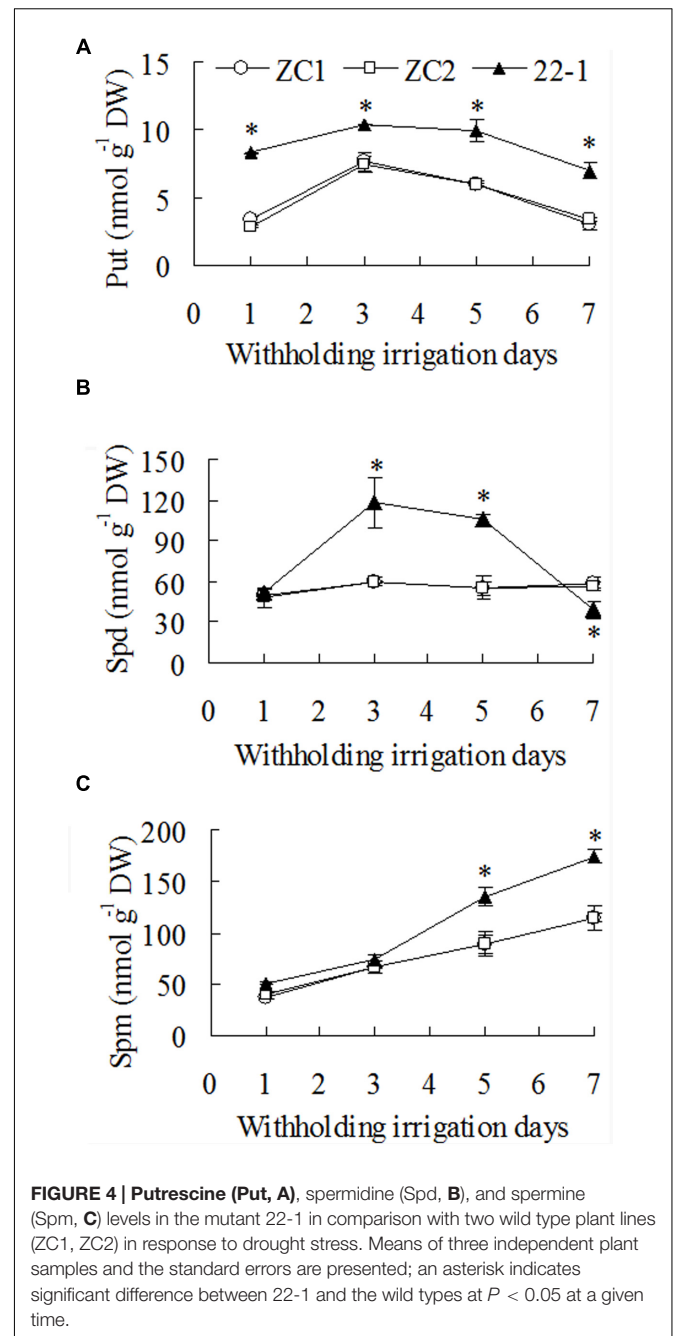 A
ZC1 ZC2 22-1
Put (nmol g-1 DW)
15
10
5
0
* * * *
0 1 2 3 4 5 6 7
Withholding irrigation days
B
Spd (nmol g-1 DW)
150
120
90
60
30
0
* * *
0 1 2 3 4 5 6 7
Withholding irrigation days
C
Spm (nmol g-1 DW)
200
150
100
50
0
* *
0 1 2 3 4 5 6 7
Withholding irrigation days
FIGURE 4 | Putrescine (Put, A), spermidine (Spd, B), and spermine
(Spm, C) levels in the mutant 22-1 in comparison with two wild type plant lines
(ZC1, ZC2) in response to drought stress. Means of three independent plant
samples and the standard errors are presented; an asterisk indicates
significant difference between 22-1 and the wild types at P < 0.05 at a given
time.